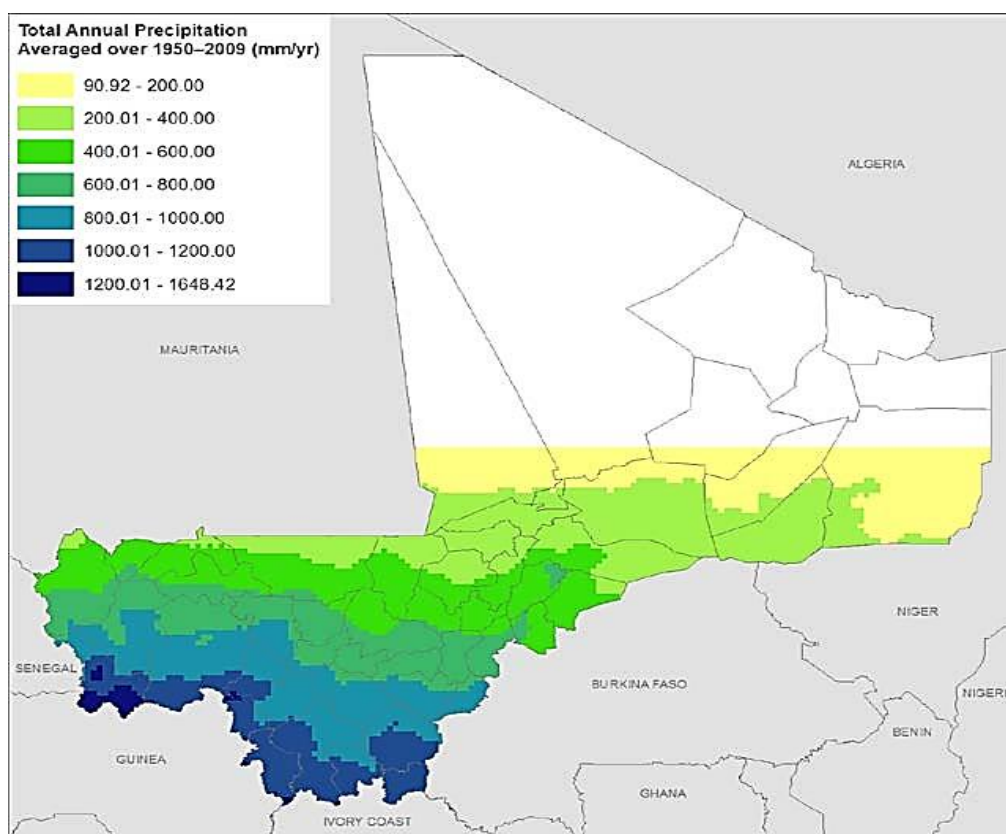 Total Annual Precipitation
Averaged over 1950–2009 (mm/yr)
90.92 - 200.00
200.01 - 400.00
400.01 - 600.00
600.01 - 800.00
800.01 - 1000.00
1000.01 - 1200.00
1200.01 - 1648.42
ALGERIA
MAURITANIA
NIGER
SENEGAL
BURKINA FASO
NIGERI
BENIN
GUINEA
GHANA
IVORY COAST